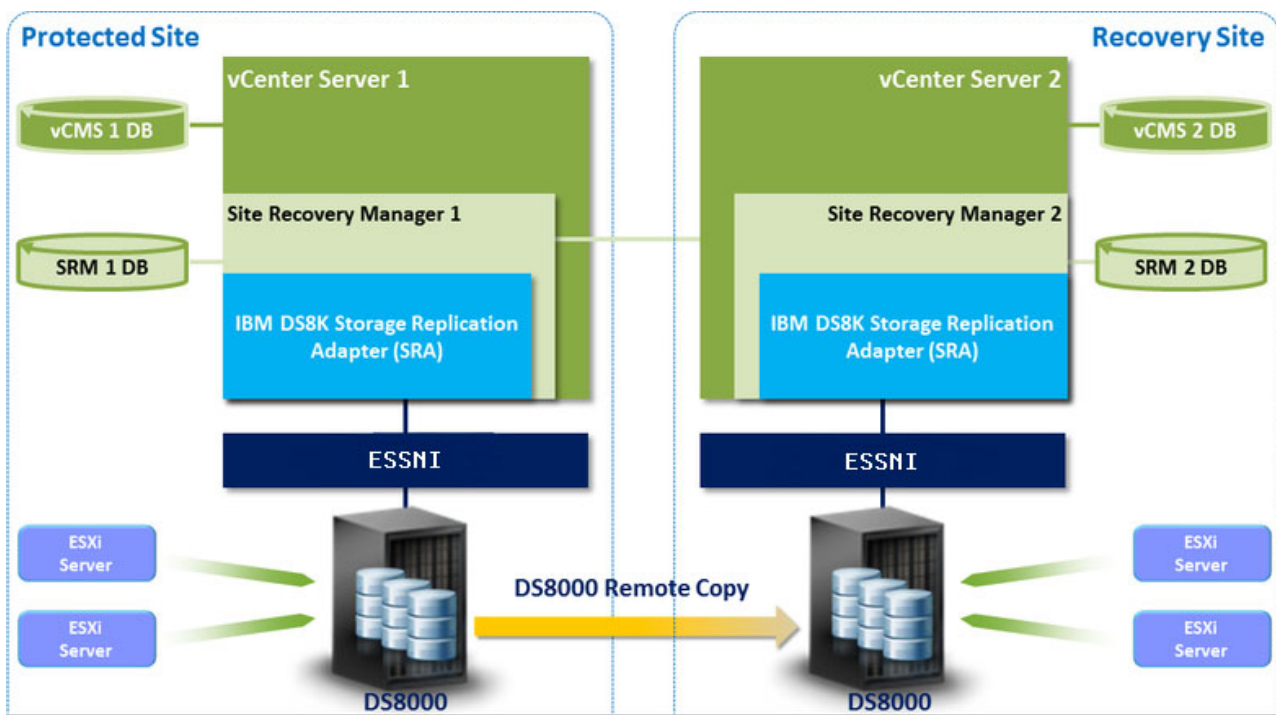 Protected Site
Recovery Site
vCenter Server 1
vCenter Server 2
vCMS 1 DB
vCMS 2 DB
Site Recovery Manager 1
Site Recovery Manager 2
SRM 1 DB
SRM 2 DB
IBM DS8K Storage Replication
Adapter (SRA)
IBM DS8K Storage Replication
Adapter (SRA)
ESSNI
ESSNI
ESXi
Server
ESXi
Server
DS8000 Remote Copy
ESXi
Server
ESXi
Server
DS8000
DS8000